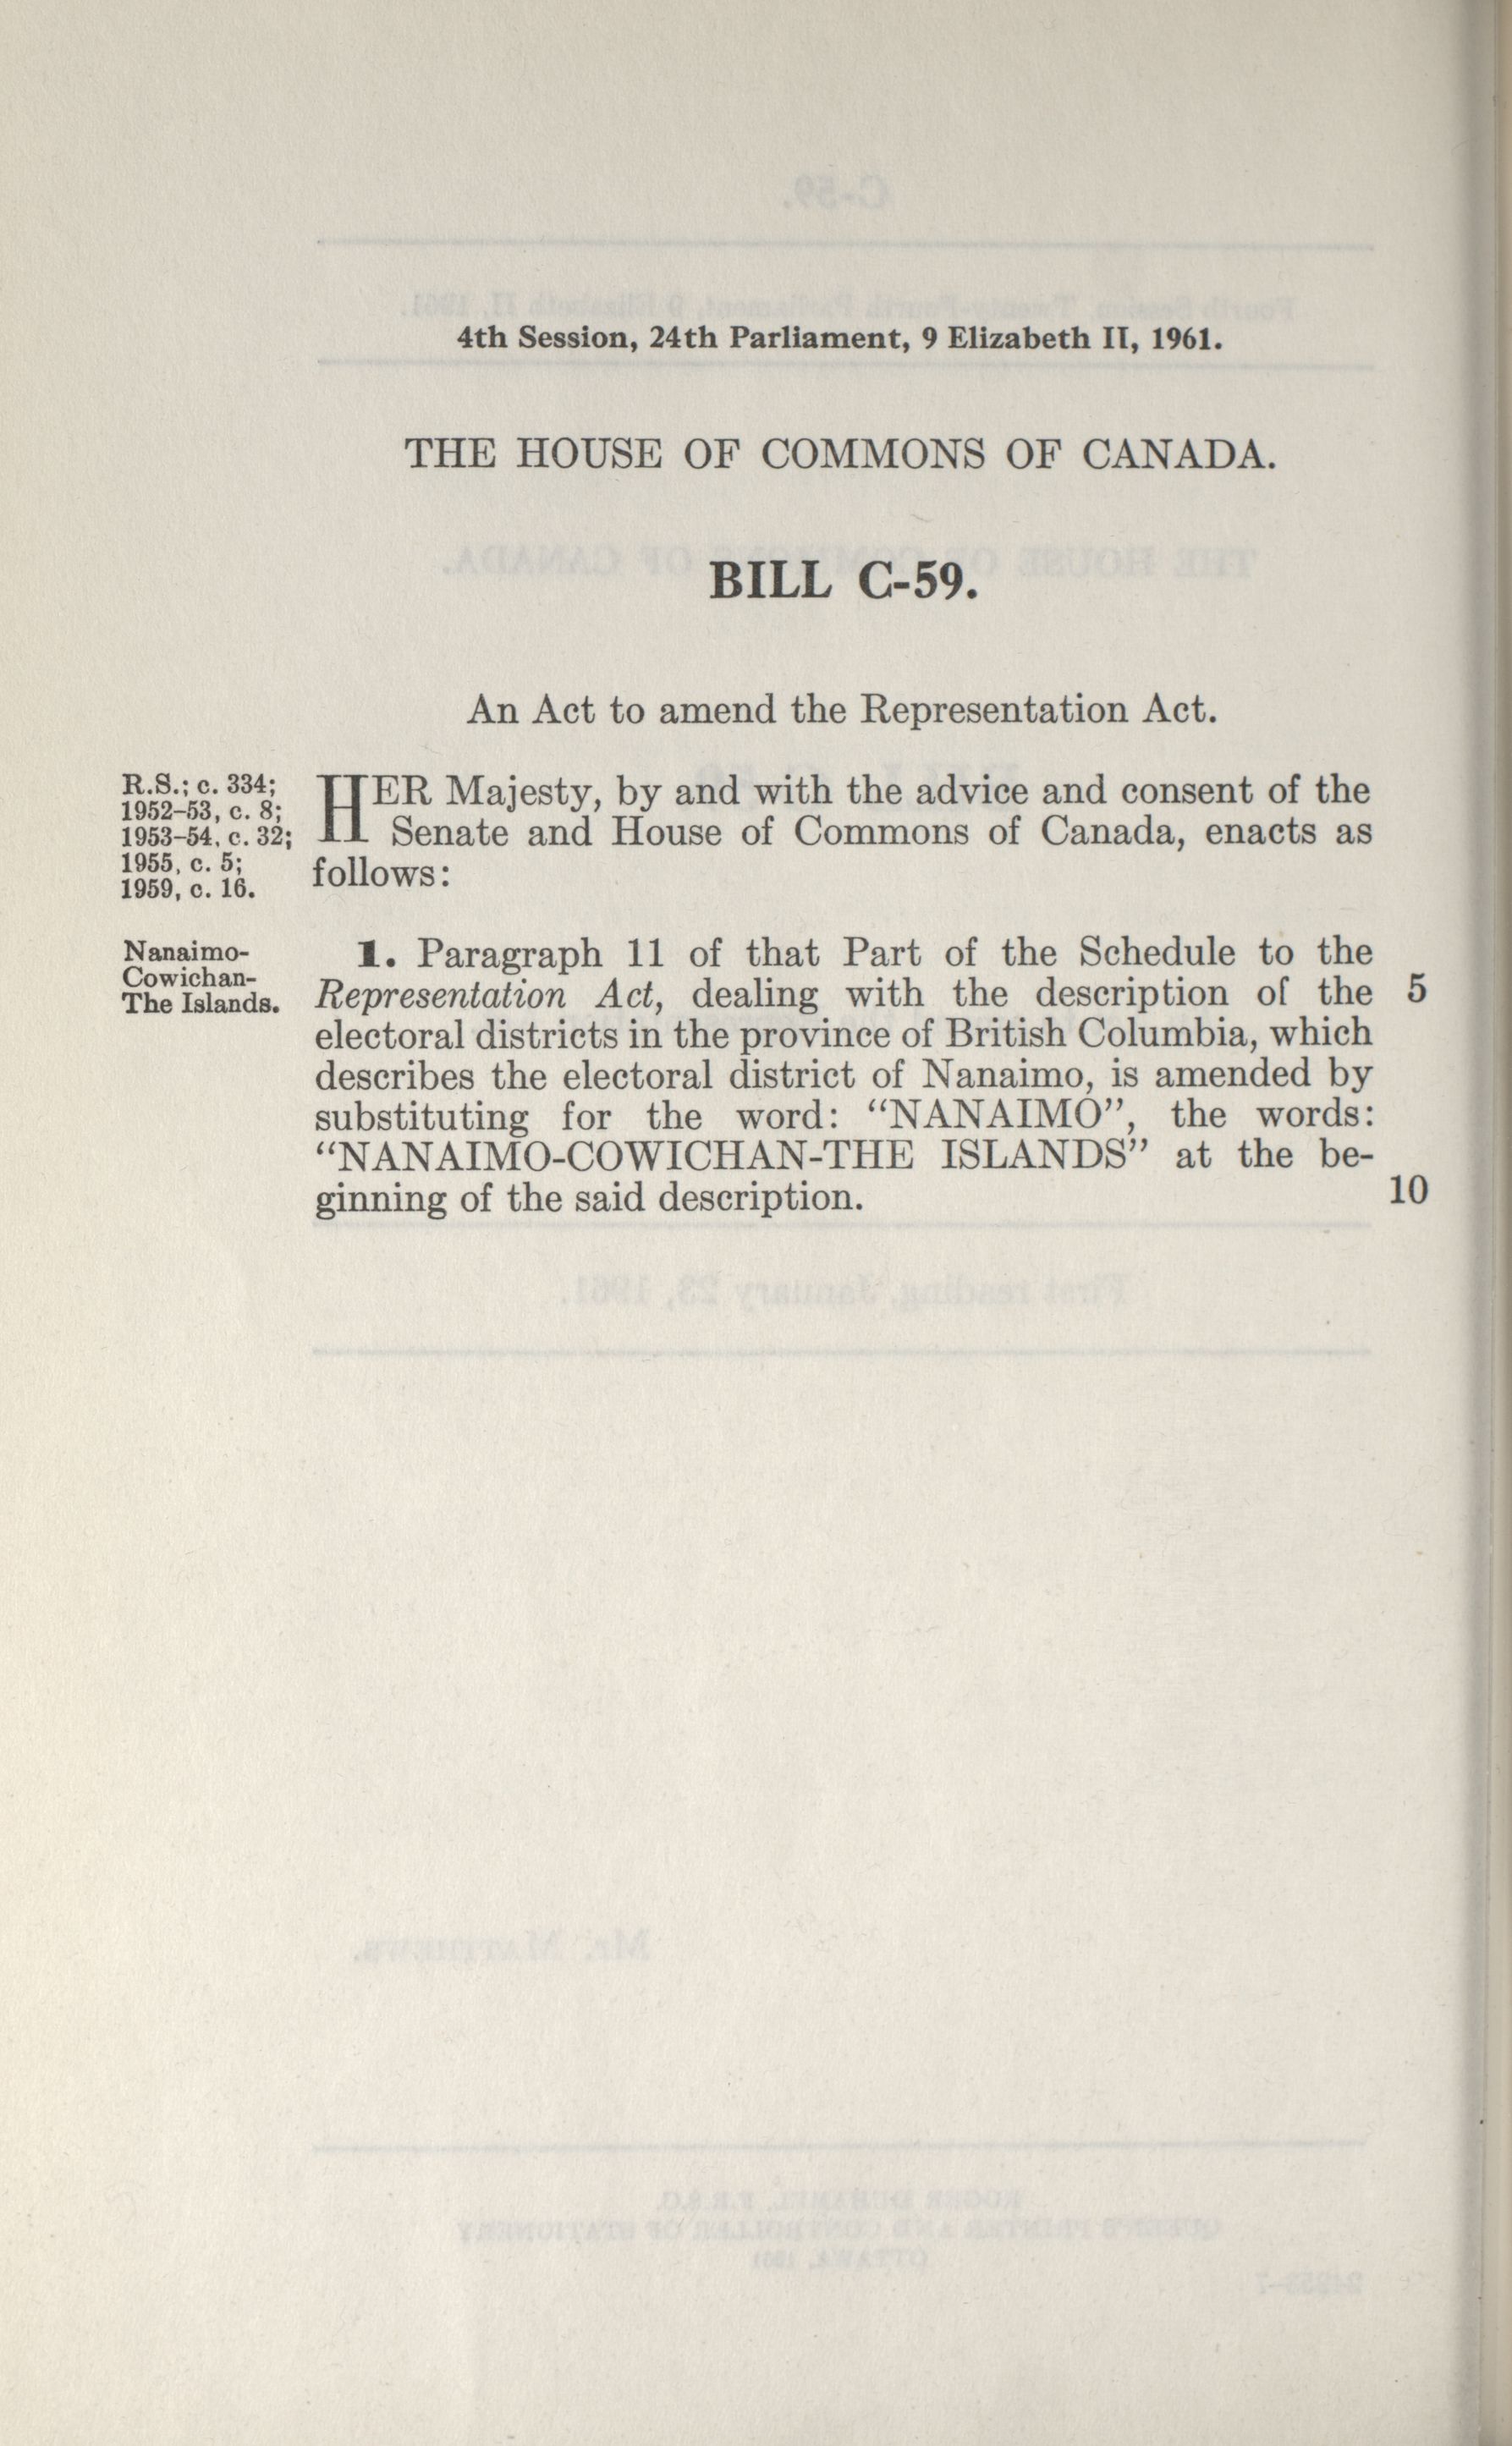 4th Session, 24th Parliament, 9 Elizabeth II, 1961.
THE HOUSE OF COMMONS OF CANADA.
BILL C-59.
An Act to amend the Representation Act.
R.S.; c. 334;
1952–53, c. 8;
1953–54, c. 32;
1955, c. 5;
1959, c. 16.
HER Majesty, by and with the advice and consent of the
Senate and House of Commons of Canada, enacts as
follows:
Nanaimo-
Cowichan-
The Islands.
1. Paragraph 11 of that Part of the Schedule to the
Representation Act, dealing with the description of the 5
electoral districts in the province of British Columbia, which
describes the electoral district of Nanaimo, is amended by
substituting for the word: “NANAIMO”, the words:
“NANAIMO-COWICHAN-THE ISLANDS” at the be-
ginning of the said description. 10